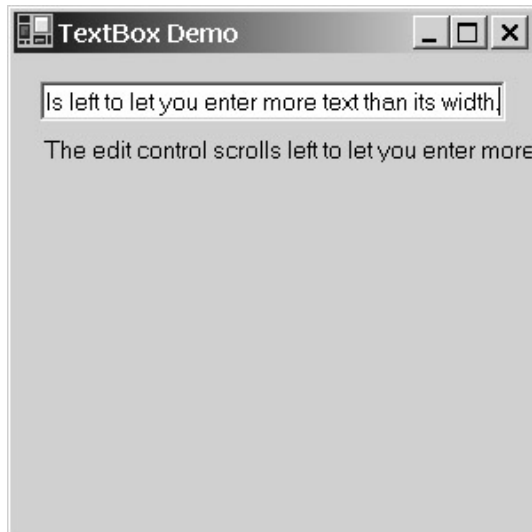 TextBox Demo
ls left to let you enter more text than its width.
The edit control scrolls left to let you enter more